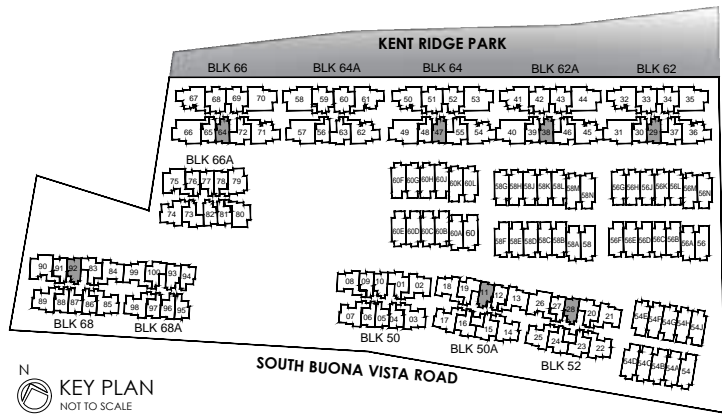 KENT RIDGE PARK
BLK 66 BLK 64A BLK 64 BLK 62A BLK 62
67 68 69 70 58 59 60 61 50 51 52 53 41 42 43 44 32 33 34 35
66 65 64 72 71 57 56 63 62 49 48 47 55 54 40 39 38 46 45 31 30 29 37 36
BLK 66A
75 76 77 78 79 60F 60G 60H 60J 60K 60L 58G 58H 58J 58K 58L 58M 58N 56G 56H 56J 56K 56L 56M 56N
74 73 82 81 80 60E 60D 60C 60B 60A 60 58F 58E 58D 58C 58B 58A 58 56F 56E 56D 56C 56B 56A 56
90 91 92 83 84 99 100 93 94 08 09 10 01 02 18 19 11 12 13 26 27 28 20 21 54E 54F 54G 54H 54J
89 88 87 86 85 98 97 96 95 07 06 05 04 03 17 16 15 14 25 24 23 22 54D 54C 54B 54A 54
BLK 68 BLK 68A BLK 50 BLK 50A BLK 52
SOUTH BUONA VISTA ROAD
N
KEY PLAN
NOT TO SCALE